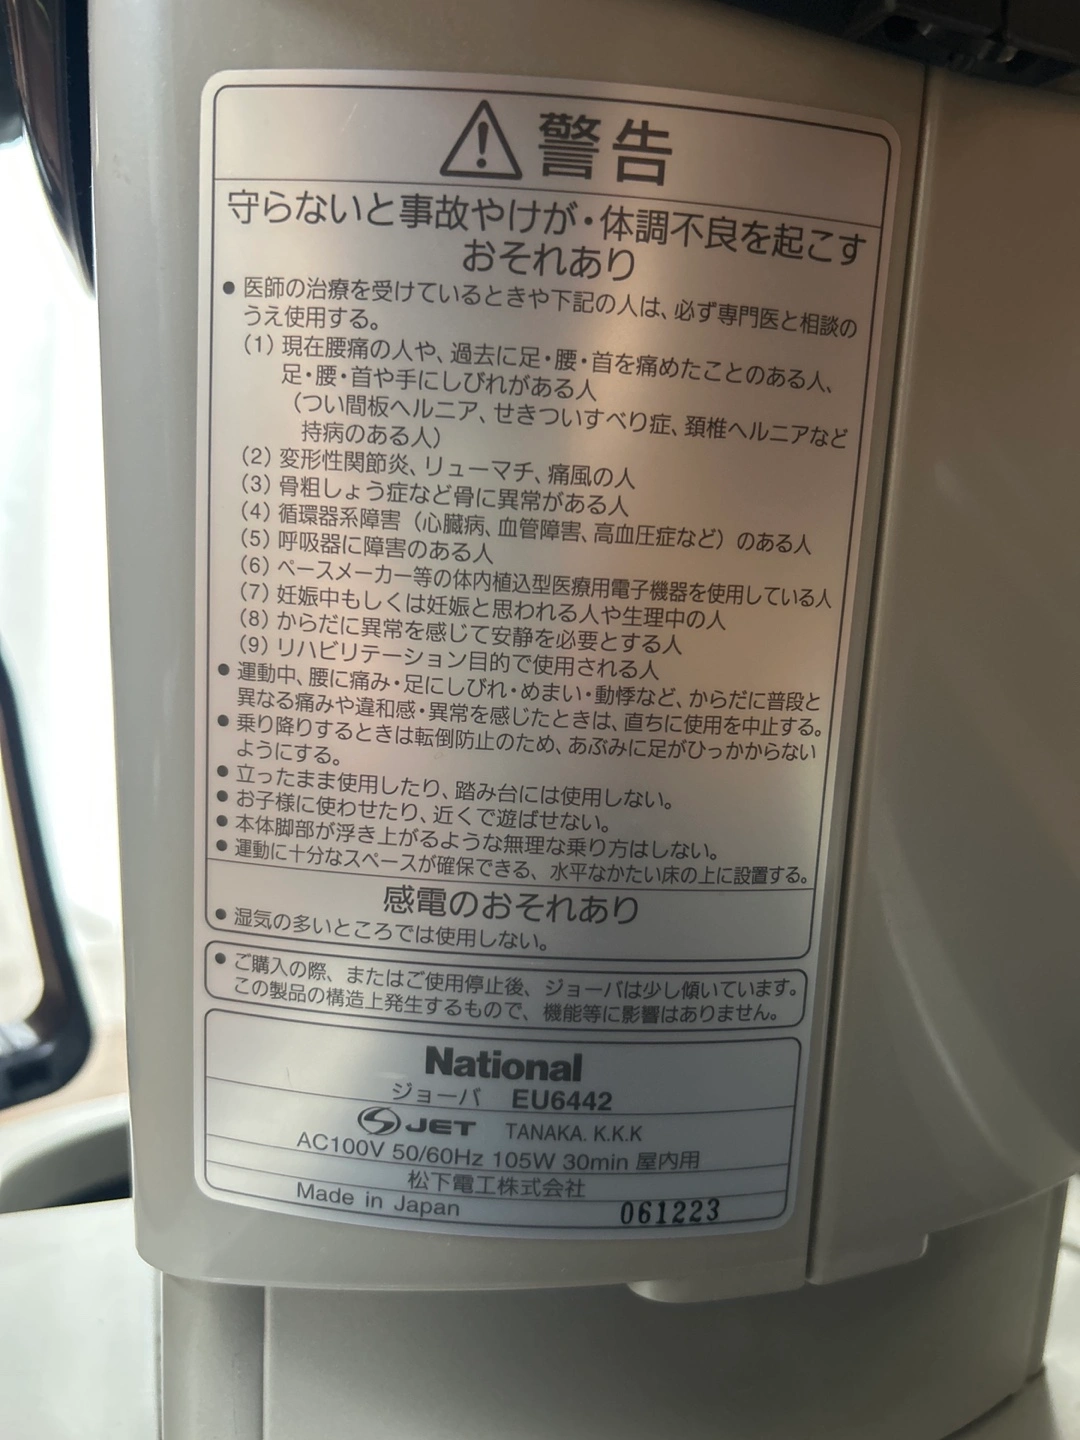 警告
守らないと事故やけが・体調不良を起こす
おそれあり
● 医師の治療を受けているときや下記の人は、必ず専門医と相談の
うえ使用する。
(1) 現在腰痛の人や、過去に足・腰・首を痛めたことのある人、
足・腰・首や手にしびれがある人
(つい間板ヘルニア、せきついすべり症、頚椎ヘルニアなど
持病のある人)
(2) 変形性関節炎、リューマチ、痛風の人
(3) 骨粗しょう症など骨に異常がある人
(4) 循環器系障害 (心臓病、血管障害、高血圧症など) のある人
(5) 呼吸器に障害のある人
(6) ペースメーカー等の体内植込型医療用電子機器を使用している人
(7) 妊娠中もしくは妊娠と思われる人や生理中の人
(8) からだに異常を感じて安静を必要とする人
(9) リハビリテーション目的で使用される人
● 運動中、腰に痛み・足にしびれ・めまい・動悸など、からだに普段と
異なる痛みや違和感・異常を感じたときは、直ちに使用を中止する。
● 乗り降りするときは転倒防止のため、あぶみに足がひっかからない
ようにする。
● 立ったまま使用したり、踏み台には使用しない。
● お子様に使わせたり、近くで遊ばせない。
● 本体脚部が浮き上がるような無理な乗り方はしない。
● 運動に十分なスペースが確保できる、水平なかたい床の上に設置する。
感電のおそれあり
● 湿気の多いところでは使用しない。
● ご購入の際、またはご使用停止後、ジョーバは少し傾いています。
この製品の構造上発生するもので、機能等に影響はありません。
National
ジョーバ EU6442
JET TANAKA. K.K.K
AC100V 50/60Hz 105W 30min 屋内用
松下電工株式会社
Made in Japan 061223